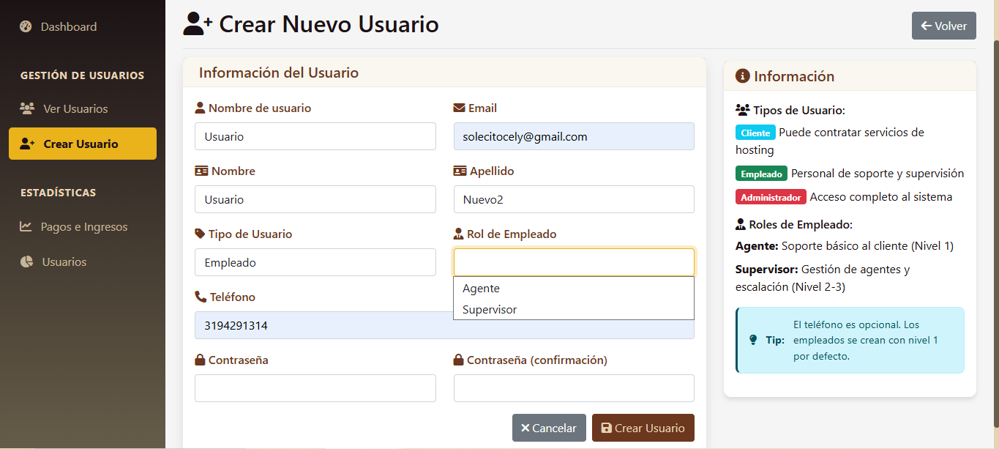 Dashboard
GESTIÓN DE USUARIOS
Ver Usuarios
Crear Usuario
ESTADÍSTICAS
Pagos e Ingresos
Usuarios
Crear Nuevo Usuario
Volver
Información del Usuario
Nombre de usuario
Email
Usuario
solecitocely@gmail.com
Nombre
Apellido
Usuario
Nuevo2
Tipo de Usuario
Rol de Empleado
Empleado
Agente
Supervisor
Teléfono
3194291314
Contraseña
Contraseña (confirmación)
Cancelar
Crear Usuario
Información
Tipos de Usuario:
Cliente Puede contratar servicios de
hosting
Empleado Personal de soporte y supervisión
Administrador Acceso completo al sistema
Roles de Empleado:
Agente: Soporte básico al cliente (Nivel 1)
Supervisor: Gestión de agentes y
escalación (Nivel 2-3)
Tip:
El teléfono es opcional. Los
empleados se crean con nivel 1
por defecto.